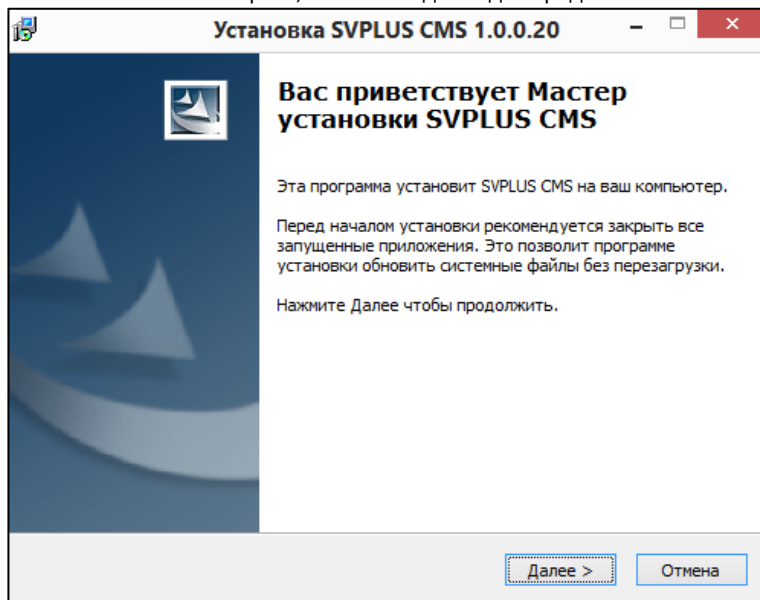 Установка SVPLUS CMS 1.0.0.20
Вас приветствует Мастер
установки SVPLUS CMS
Эта программа установит SVPLUS CMS на ваш компьютер.
Перед началом установки рекомендуется закрыть все
запущенные приложения. Это позволит программе
установки обновить системные файлы без перезагрузки.
Нажмите Далее чтобы продолжить.
Далее >
Отмена